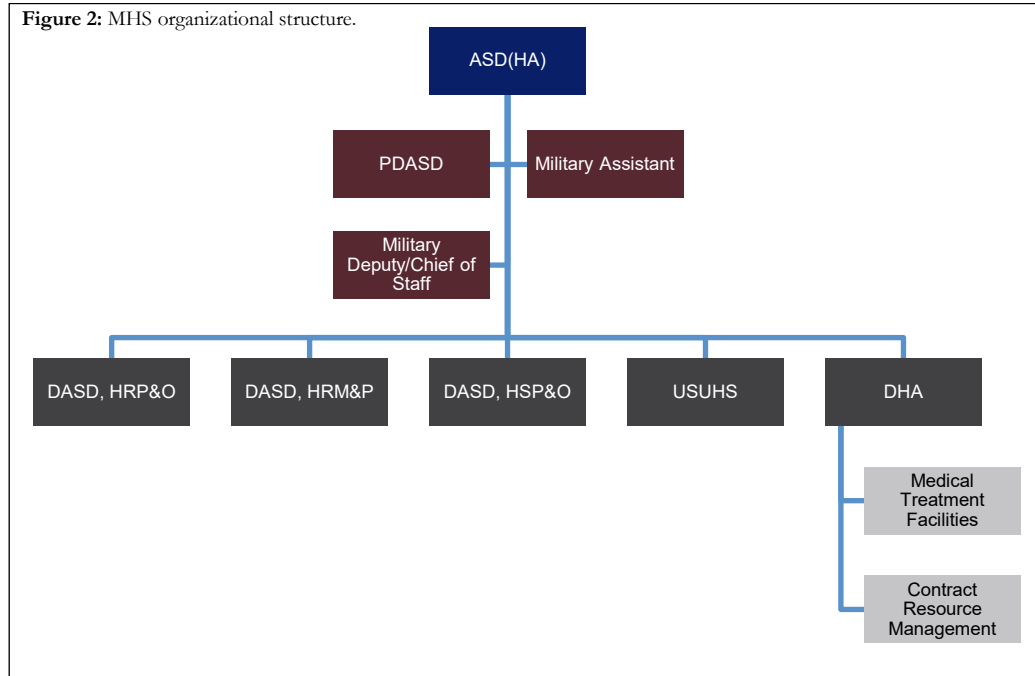 Figure 2: MHS organizational structure.
ASD(HA)
PDASD
Military Assistant
Military
Deputy/Chief of
Staff
DASD, HRP&O
DASD, HRM&P
DASD, HSP&O
USUHS
DHA
Medical
Treatment
Facilities
Contract
Resource
Management